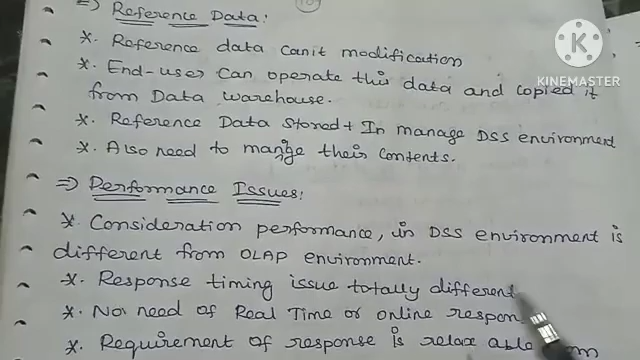 ⇒ Reference Data:
*. Reference data can't modification
*. End-user can operate this data and copied it
from Data warehouse.
*. Reference Data Stored + In manage DSS environment
*. Also need to manage their contents.
⇒ Performance Issues:
* Consideration performance, in DSS environment is
different from OLAP environment.
*. Response timing issue totally different
*. No need of Real Time or online respon
*. Requirement of response is relax able
KINEMASTER